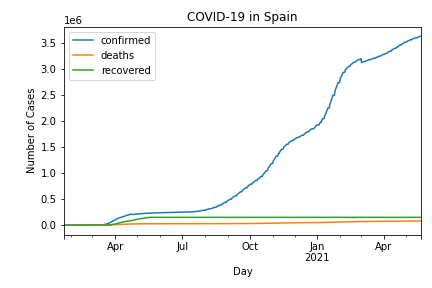 COVID-19 in Spain
1e6
confirmed
deaths
recovered
3.5
3.0
2.5
2.0
1.5
1.0
0.5
0.0
Number of Cases
Apr Jul Oct Jan Apr
2021
Day